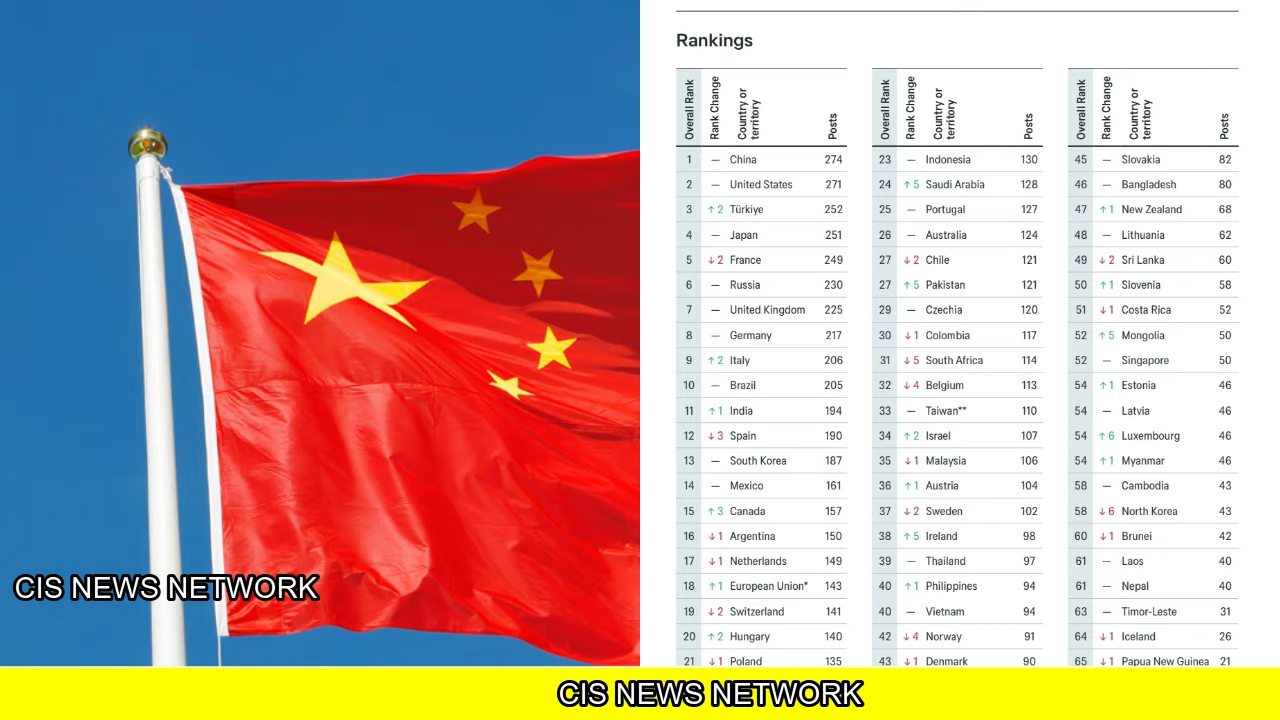 CIS NEWS NETWORK
Rankings
Overall Rank Rank Change Country or territory Posts
1 — China 274
2 — United States 271
3 ↑ 2 Türkiye 252
4 — Japan 251
5 ↓ 2 France 249
6 — Russia 230
7 — United Kingdom 225
8 — Germany 217
9 ↑ 2 Italy 206
10 — Brazil 205
11 ↑ 1 India 194
12 ↓ 3 Spain 190
13 — South Korea 187
14 — Mexico 161
15 ↑ 3 Canada 157
16 ↓ 1 Argentina 150
17 ↓ 1 Netherlands 149
18 ↑ 1 European Union* 143
19 ↓ 2 Switzerland 141
20 ↑ 2 Hungary 140
21 ↓ 1 Poland 135
Overall Rank Rank Change Country or territory Posts
23 — Indonesia 130
24 ↑ 5 Saudi Arabia 128
25 — Portugal 127
26 — Australia 124
27 ↓ 2 Chile 121
27 ↑ 5 Pakistan 121
29 — Czechia 120
30 ↓ 1 Colombia 117
31 ↓ 5 South Africa 114
32 ↓ 4 Belgium 113
33 — Taiwan** 110
34 ↑ 2 Israel 107
35 ↓ 1 Malaysia 106
36 ↑ 1 Austria 104
37 ↓ 2 Sweden 102
38 ↑ 5 Ireland 98
39 — Thailand 97
40 ↑ 1 Philippines 94
40 — Vietnam 94
42 ↓ 4 Norway 91
43 ↓ 1 Denmark 90
Overall Rank Rank Change Country or territory Posts
45 — Slovakia 82
46 — Bangladesh 80
47 ↑ 1 New Zealand 68
48 — Lithuania 62
49 ↓ 2 Sri Lanka 60
50 ↑ 1 Slovenia 58
51 ↓ 1 Costa Rica 52
52 ↑ 5 Mongolia 50
52 — Singapore 50
54 ↑ 1 Estonia 46
54 — Latvia 46
54 ↑ 6 Luxembourg 46
54 ↑ 1 Myanmar 46
58 — Cambodia 43
58 ↓ 6 North Korea 43
60 ↓ 1 Brunei 42
61 — Laos 40
61 — Nepal 40
63 — Timor-Leste 31
64 ↓ 1 Iceland 26
65 ↓ 1 Papua New Guinea 21
CIS NEWS NETWORK